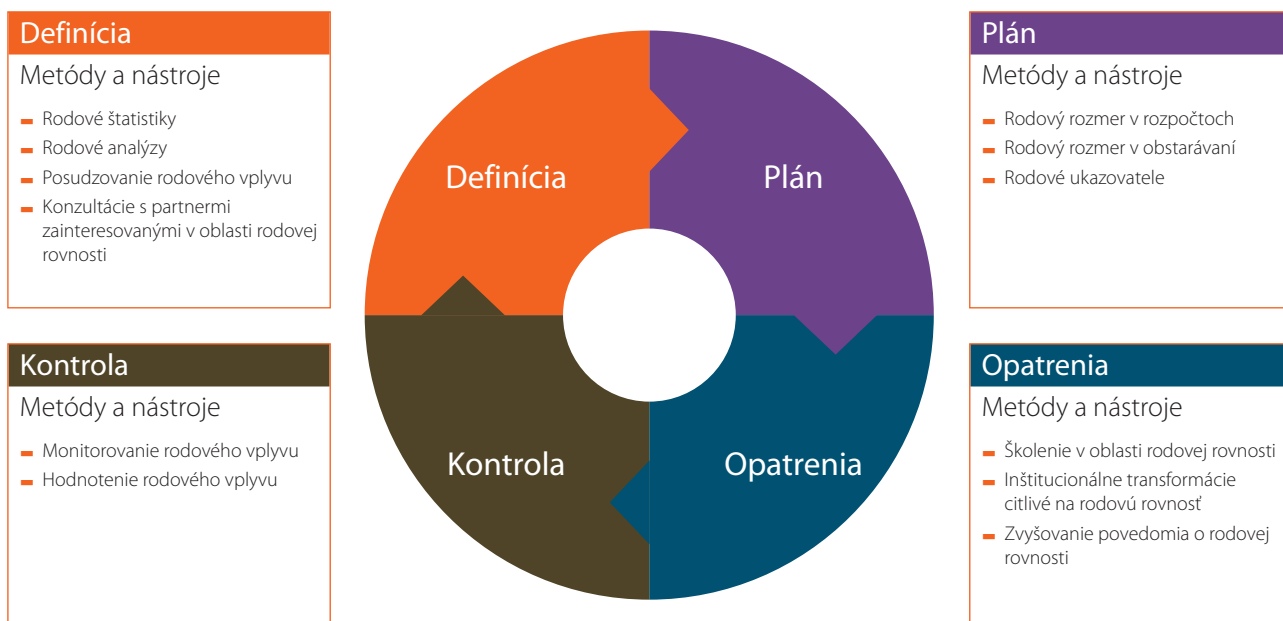 Definícia
Metódy a nástroje
Rodové štatistiky
Rodové analýzy
Posudzovanie rodového vplyvu
Konzultácie s partnermi
zainteresovanými v oblasti rodovej
rovnosti
Plán
Metódy a nástroje
Rodový rozmer v rozpočtoch
Rodový rozmer v obstarávaní
Rodové ukazovatele
Definícia
Plán
Kontrola
Opatrenia
Kontrola
Metódy a nástroje
Monitorovanie rodového vplyvu
Hodnotenie rodového vplyvu
Opatrenia
Metódy a nástroje
Školenie v oblasti rodovej rovnosti
Inštitucionálne transformácie
citlivé na rodovú rovnosť
Zvyšovanie povedomia o rodovej
rovnosti